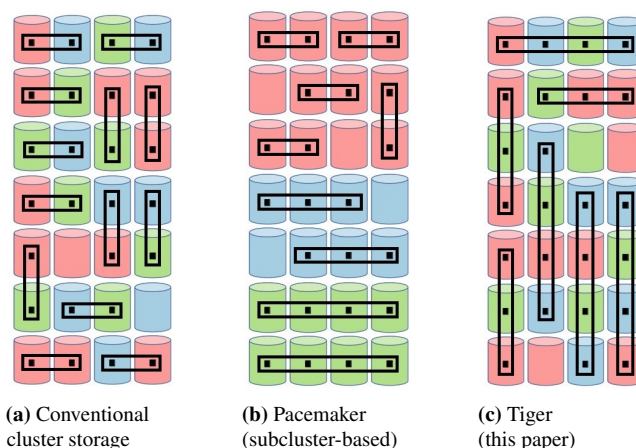 (a) Conventional
cluster storage
(b) Pacemaker
(subcluster-based)
(c) Tiger
(this paper)